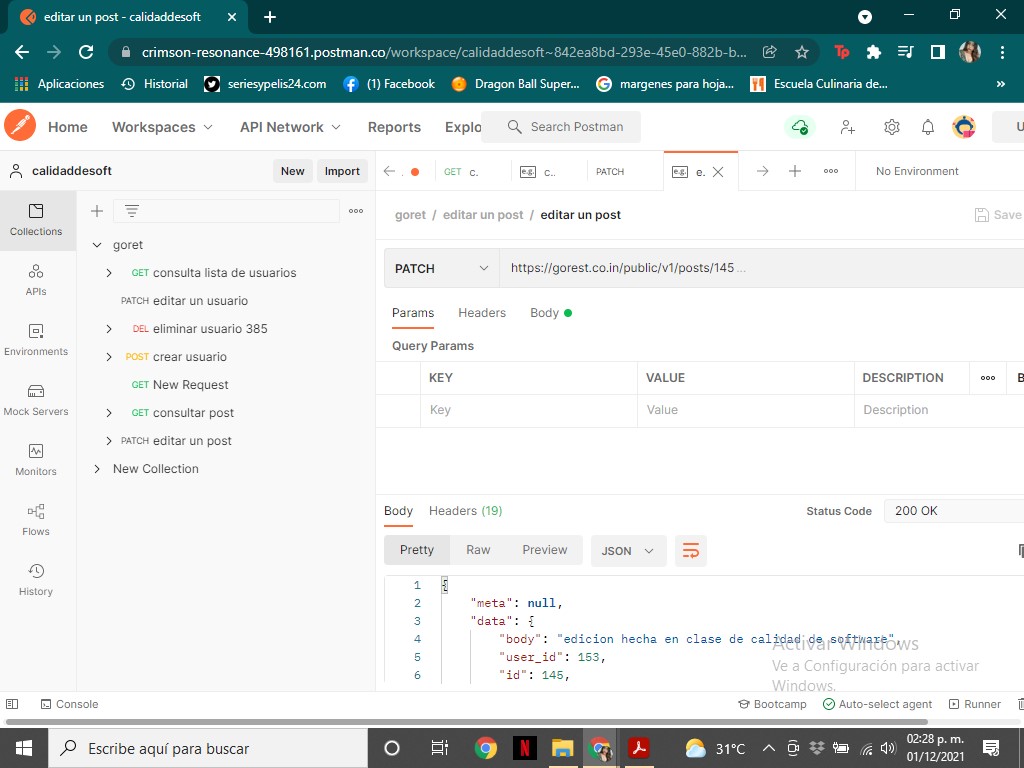 editar un post - calidaddesoft
crimson-resonance-498161.postman.co/workspace/calidaddesoft~842ea8bd-293e-45e0-882b-b...
Aplicaciones Historial seriesypelis24.com (1) Facebook Dragon Ball Super... margenes para hoja... Escuela Culinaria de... »
Home Workspaces API Network Reports Explo Search Postman U
calidaddesoft New Import GET c. e.g. c.. PATCH e.g. e. No Environment
Collections
APIs
Environments
Mock Servers
Monitors
Flows
History
goret
GET consulta lista de usuarios
PATCH editar un usuario
DEL eliminar usuario 385
POST crear usuario
GET New Request
GET consultar post
PATCH editar un post
New Collection
goret / editar un post / editar un post Save
PATCH https://gorest.co.in/public/v1/posts/145 ...
Params Headers Body
Query Params
KEY VALUE DESCRIPTION B
Key Value Description
Body Headers (19) Status Code 200 OK
Pretty Raw Preview JSON
1 {
2 "meta": null,
3 "data": {
4 "body": "edicion hecha en clase de calidad de software",
5 "user_id": 153,
6 "id": 145,
Activar Windows
Ve a Configuración para activar
Windows.
Console Bootcamp Auto-select agent Runner
Escribe aquí para buscar 31°C 02:28 p. m.
01/12/2021